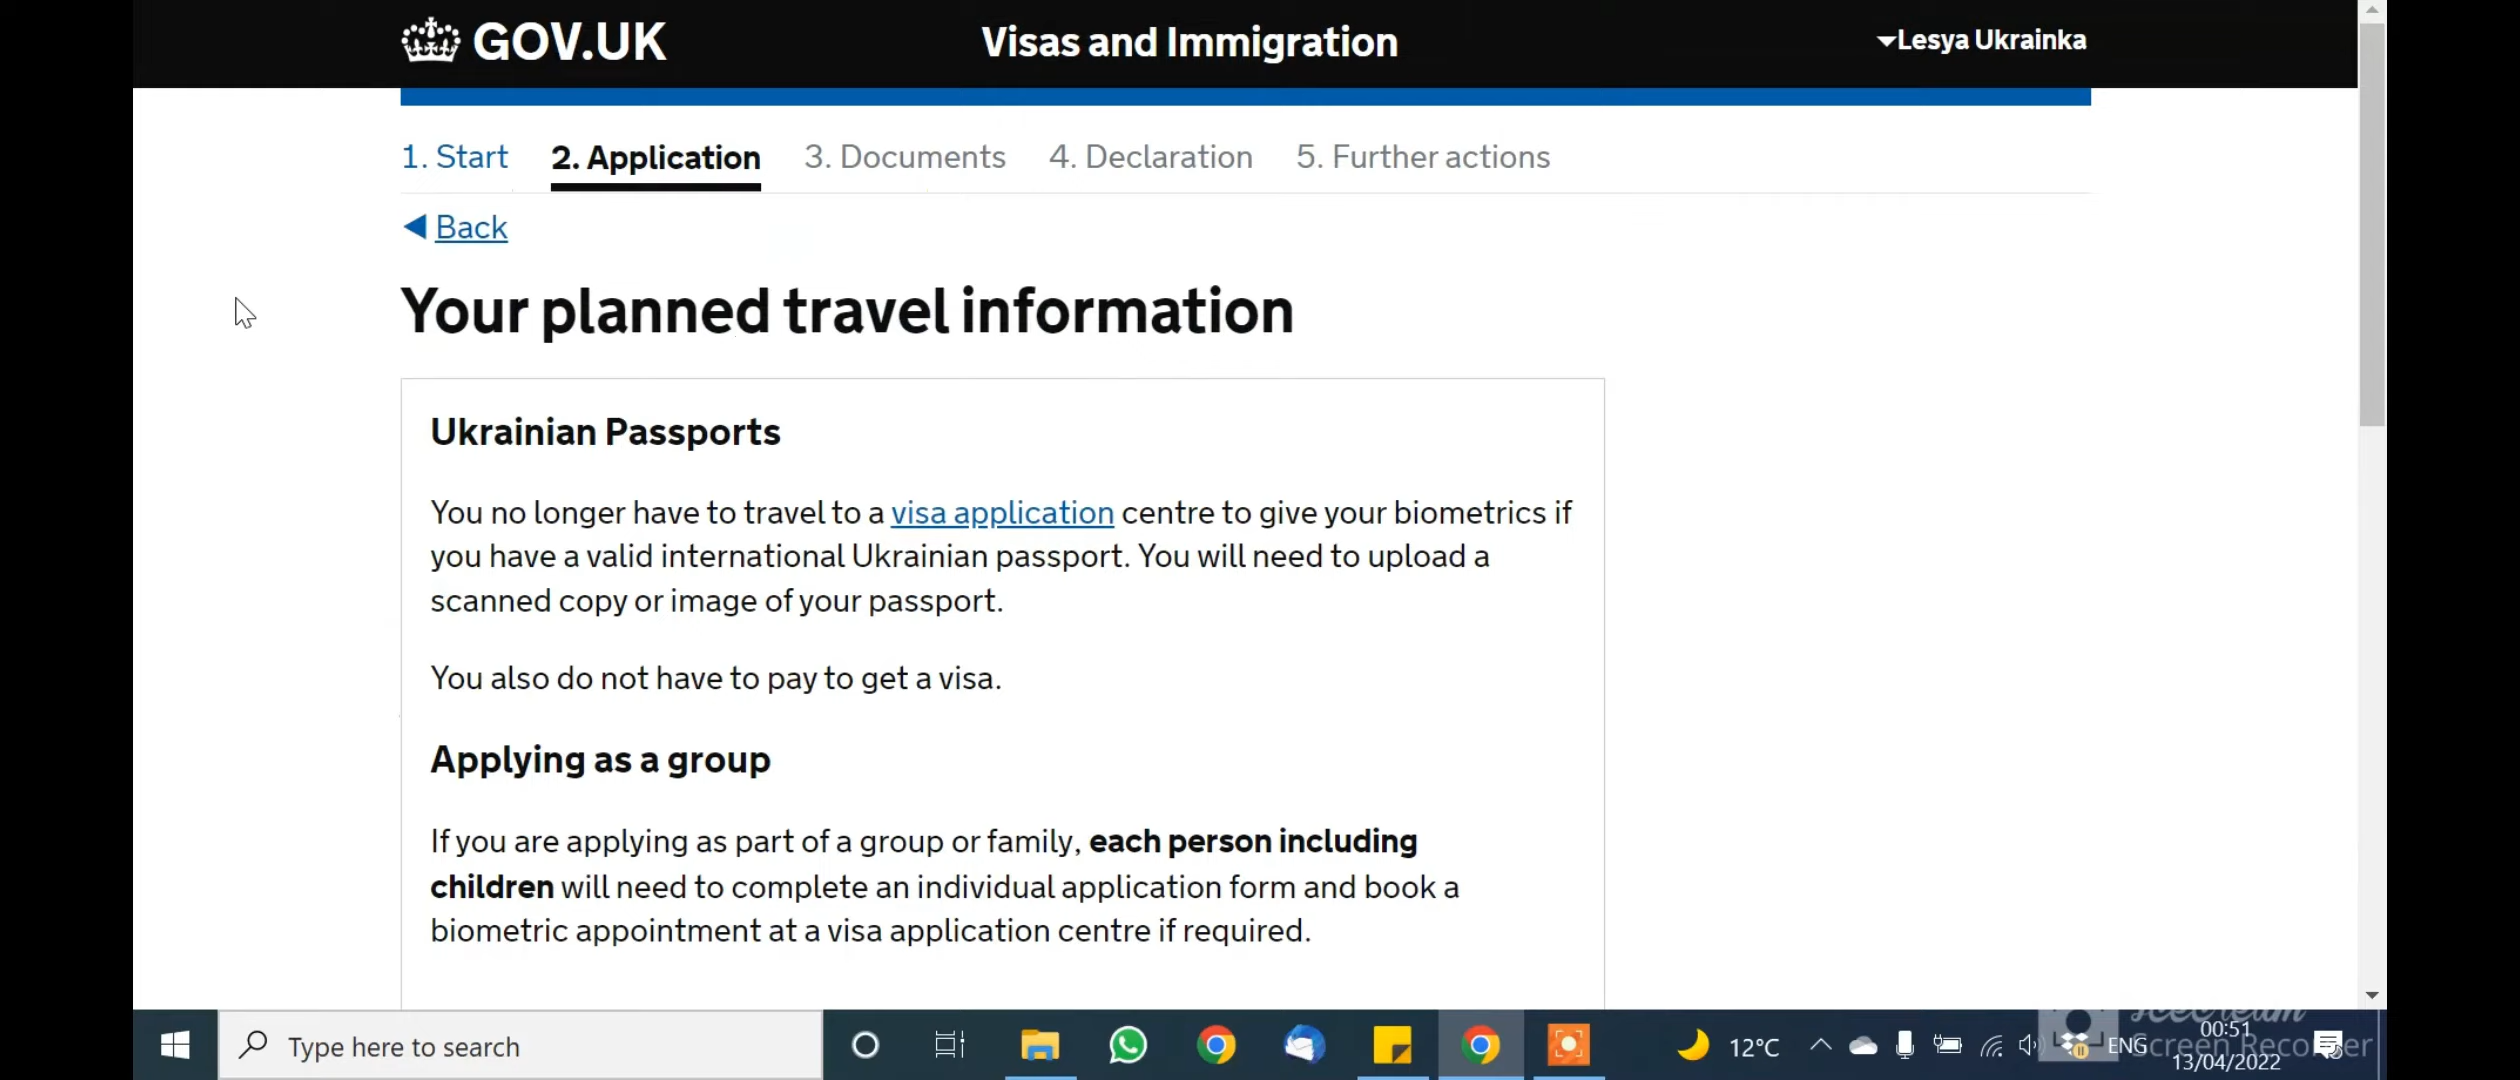 GOV.UK Visas and Immigration Lesya Ukrainka
1. Start 2. Application 3. Documents 4. Declaration 5. Further actions
Back
Your planned travel information
Ukrainian Passports
You no longer have to travel to a visa application centre to give your biometrics if
you have a valid international Ukrainian passport. You will need to upload a
scanned copy or image of your passport.
You also do not have to pay to get a visa.
Applying as a group
If you are applying as part of a group or family, each person including
children will need to complete an individual application form and book a
biometric appointment at a visa application centre if required.
Icecream
Screen Recorder
Type here to search 12°C ENG 00:51
13/04/2022